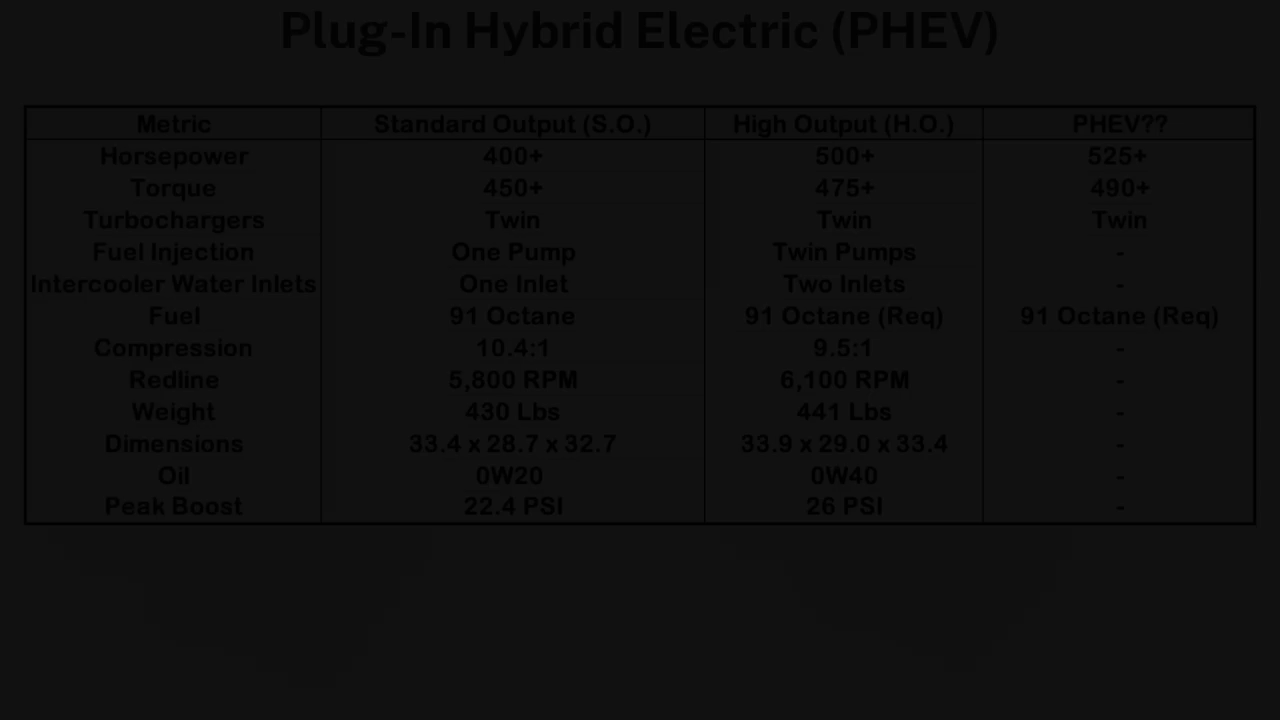 Plug-In Hybrid Electric (PHEV)
Metric Standard Output (S.O.) High Output (H.O.) PHEV??
Horsepower 400+ 500+ 525+
Torque 450+ 475+ 490+
Turbochargers Twin Twin Twin
Fuel Injection One Pump Twin Pumps -
Intercooler Water Inlets One Inlet Two Inlets -
Fuel 91 Octane 91 Octane (Req) 91 Octane (Req)
Compression 10.4:1 9.5:1 -
Redline 5,800 RPM 6,100 RPM -
Weight 430 Lbs 441 Lbs -
Dimensions 33.4 x 28.7 x 32.7 33.9 x 29.0 x 33.4 -
Oil 0W20 0W40 -
Peak Boost 22.4 PSI 26 PSI -